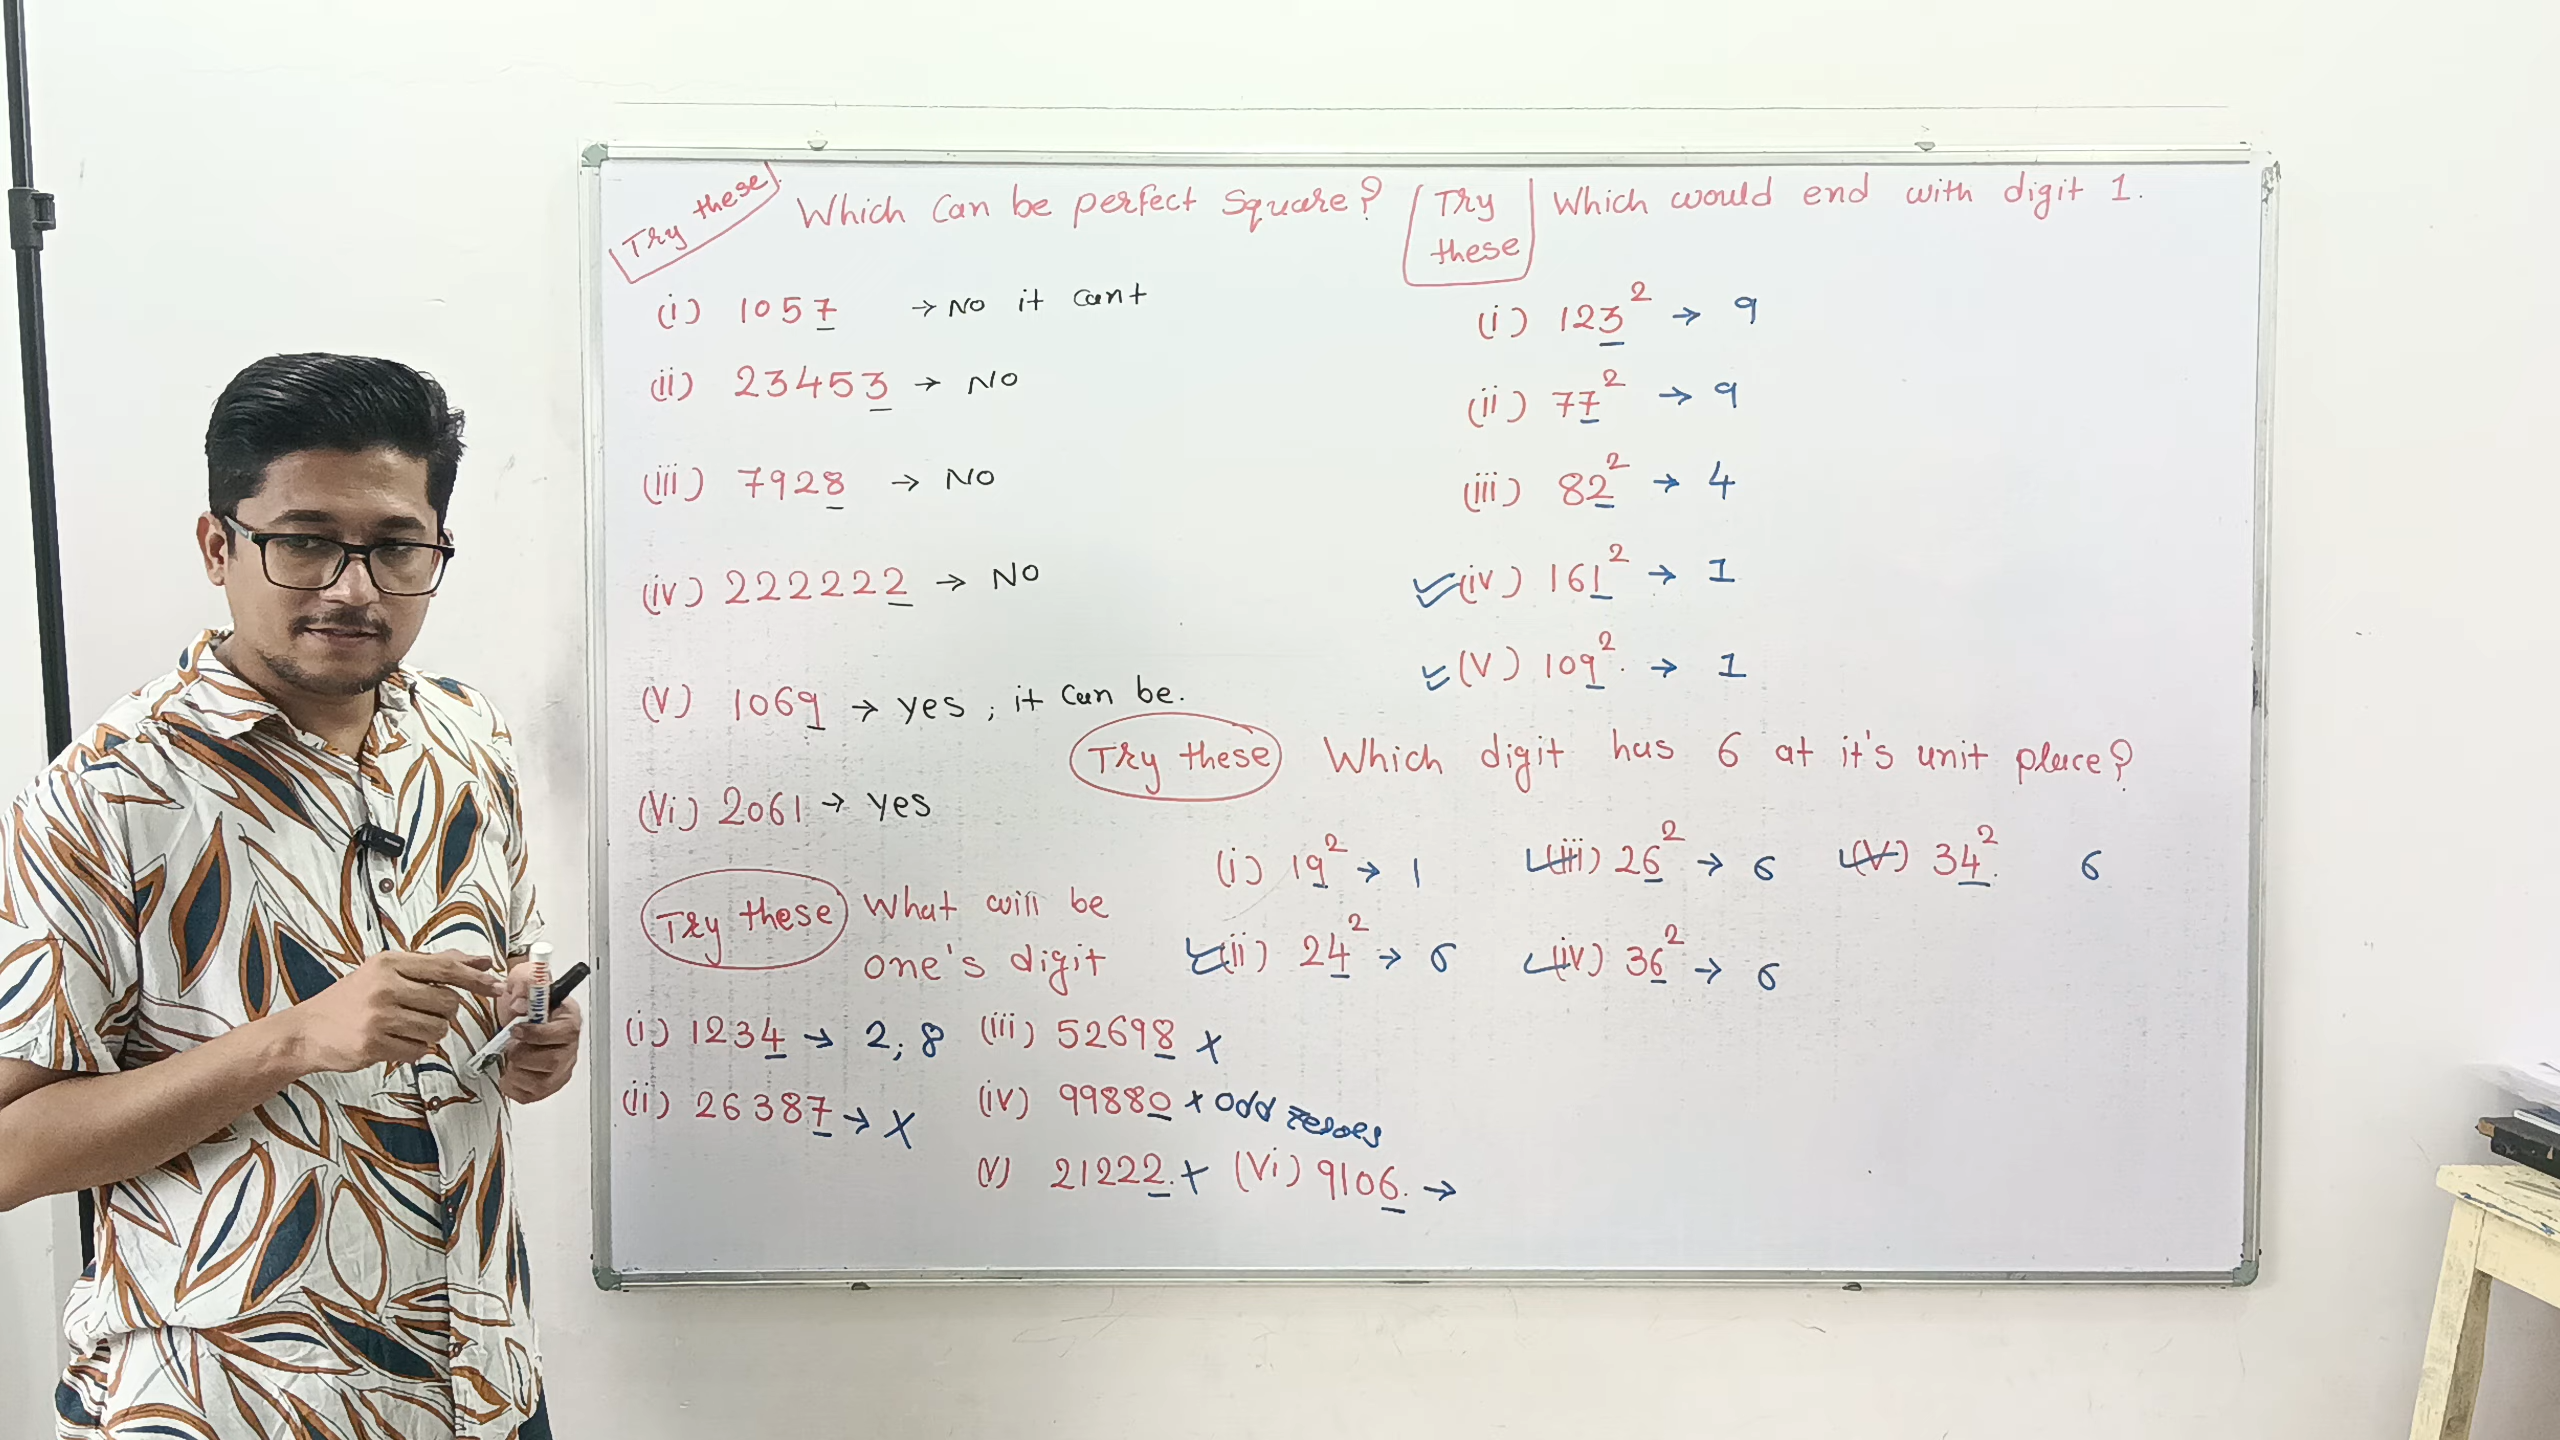 Try these Which Can be perfect Square?
(i) 1057 → No it cant
(ii) 23453 → No
(iii) 7928 → No
(iv) 222222 → No
(v) 1069 → yes, it can be.
(vi) 2061 → yes
Try these Which would end with digit 1.
(i) 123² → 9
(ii) 77² → 9
(iii) 82² → 4
(iv) 161² → 1
(v) 109² → 1
Try these Which digit has 6 at it's unit place?
(i) 19² → 1
(ii) 24² → 6
(iii) 26² → 6
(iv) 36² → 6
(v) 34². 6
Try these What will be
one's digit
(i) 1234 → 2, 8
(ii) 26387 → ×
(iii) 52698 ×
(iv) 99880 × odd zeroes
(v) 21222. × (vi) 9106. →